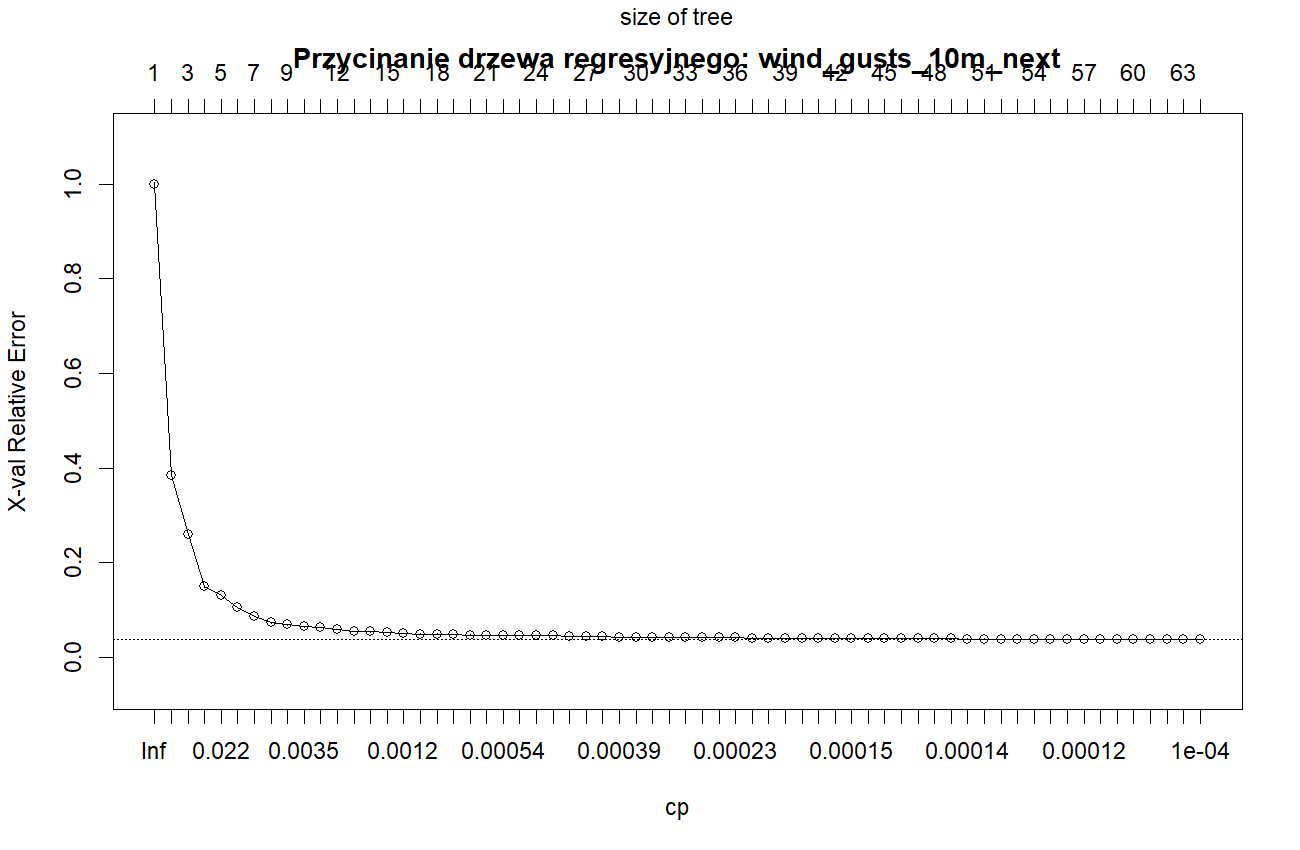 size of tree
Przycinanie drzewa regresyjnego: wind_gusts_10m_next
1 3 5 7 9 12 15 18 21 24 27 30 33 36 39 42 45 48 51 54 57 60 63
X-val Relative Error
1.0
0.8
0.6
0.4
0.2
0.0
Inf 0.022 0.0035 0.0012 0.00054 0.00039 0.00023 0.00015 0.00014 0.00012 1e-04
cp